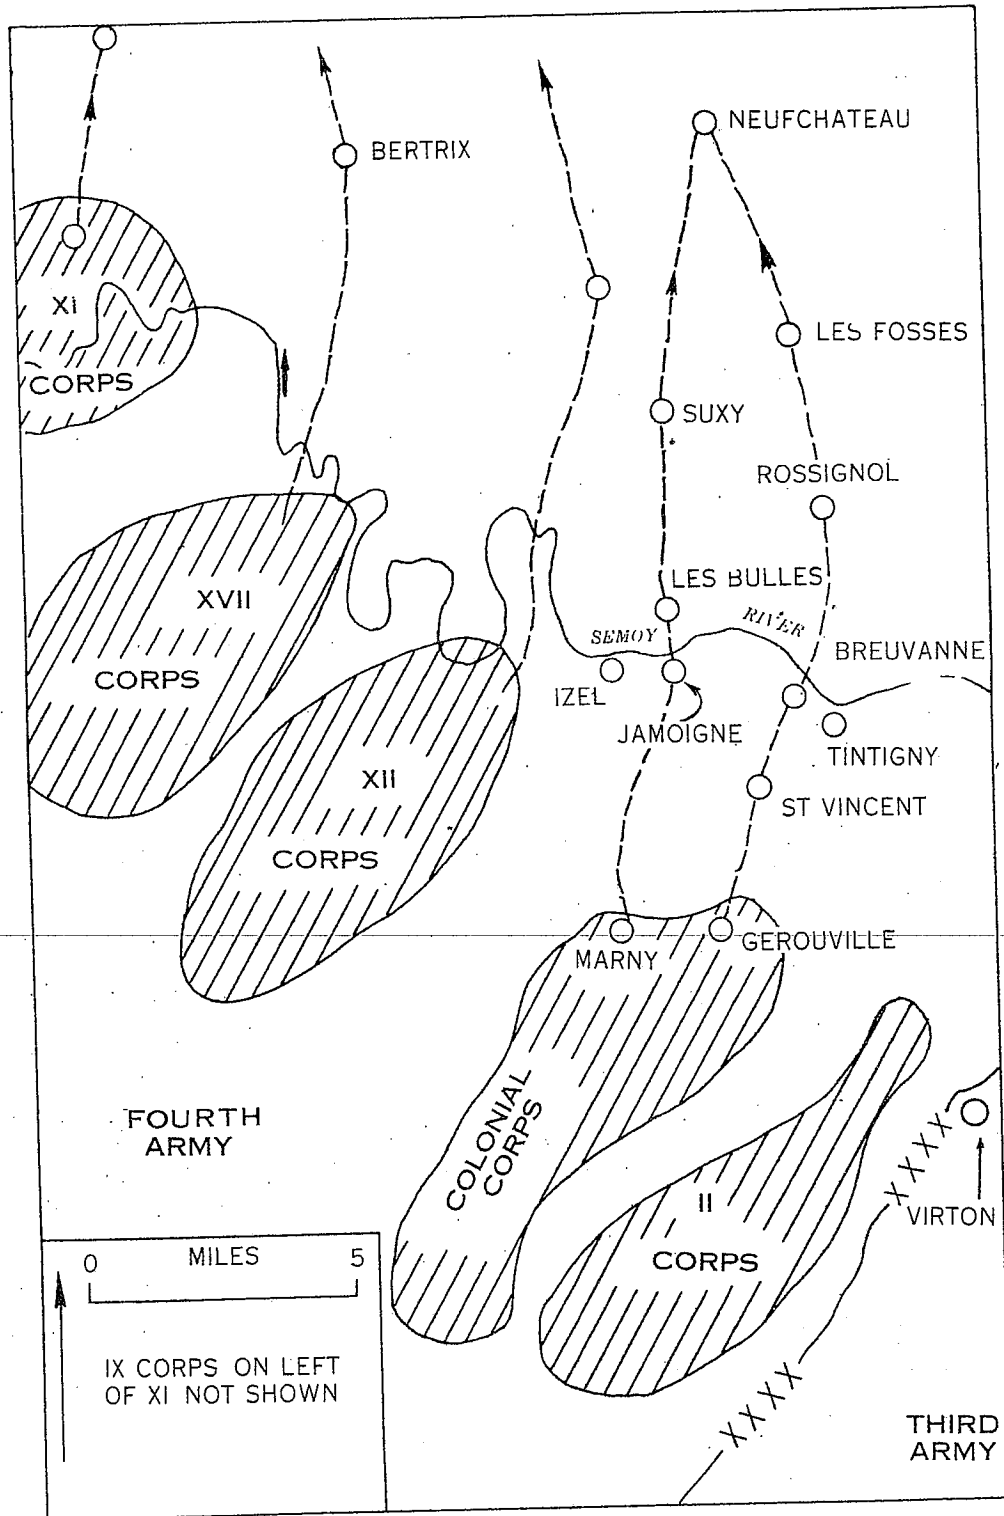 NEUFCHATEAU
BERTRIX
XI
CORPS
LES FOSSES
SUXY
ROSSIGNOL
LES BULLES
XVII
CORPS
SEMOY RIVER
BREUVANNE
IZEL
JAMOIGNE
TINTIGNY
XII
CORPS
ST VINCENT
MARNY
GEROUVILLE
FOURTH
ARMY
COLONIAL
CORPS
II
CORPS
XXXX
VIRTON
0 MILES 5
IX CORPS ON LEFT
OF XI NOT SHOWN
XXXX
THIRD
ARMY